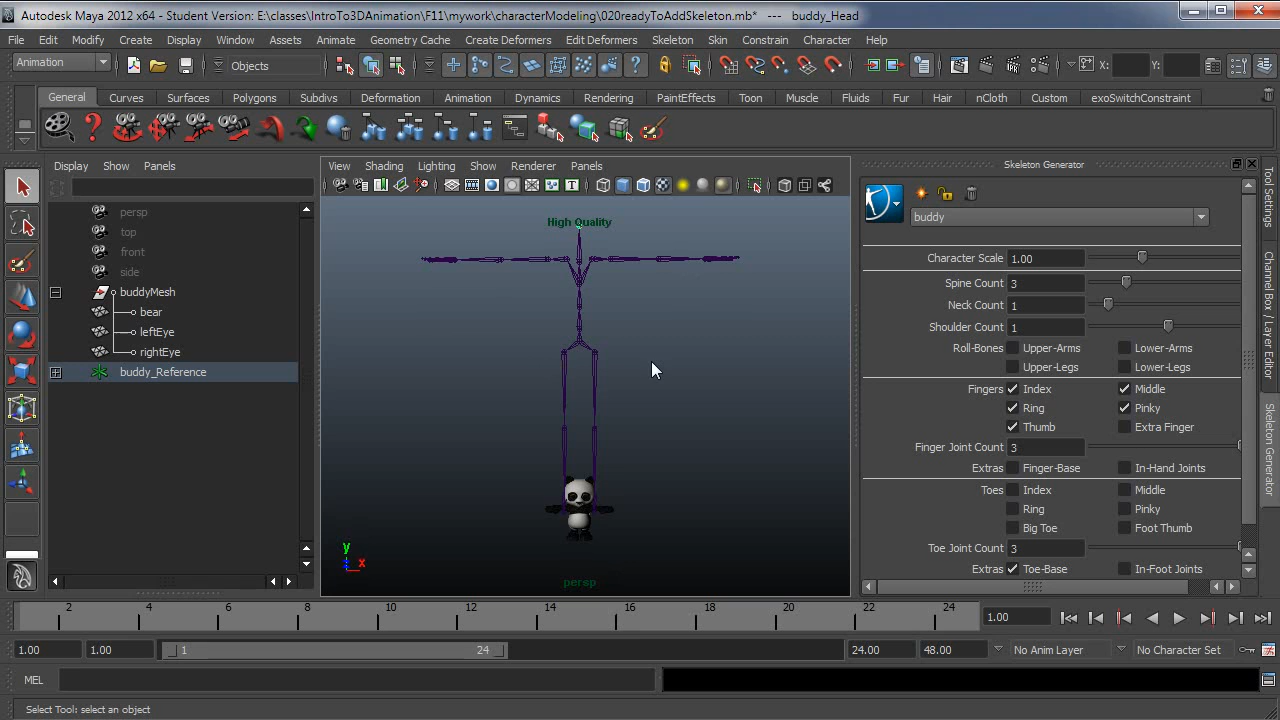 Autodesk Maya 2012 x64 - Student Version: E:\classes\IntroTo3DAnimation\F11\mywork\characterModeling\020readyToAddSkeleton.mb* --- buddy_Head
File Edit Modify Create Display Window Assets Animate Geometry Cache Create Deformers Edit Deformers Skeleton Skin Constrain Character Help
Animation Objects X: Y:
General Curves Surfaces Polygons Subdivs Deformation Animation Dynamics Rendering PaintEffects Toon Muscle Fluids Fur Hair nCloth Custom exoSwitchConstraint
Display Show Panels
persp
top
front
side
buddyMesh
bear
leftEye
rightEye
buddy_Reference
View Shading Lighting Show Renderer Panels
High Quality
y
x
persp
Skeleton Generator
buddy
Character Scale 1.00
Spine Count 3
Neck Count 1
Shoulder Count 1
Roll-Bones Upper-Arms Lower-Arms
Upper-Legs Lower-Legs
Fingers Index Middle
Ring Pinky
Thumb Extra Finger
Finger Joint Count 3
Extras Finger-Base In-Hand Joints
Toes Index Middle
Ring Pinky
Big Toe Foot Thumb
Toe Joint Count 3
Extras Toe-Base In-Foot Joints
Tool Settings
Channel Box / Layer Editor
Skeleton Generator
2 4 6 8 10 12 14 16 18 20 22 24 1.00
1.00 1.00 1 24 24.00 48.00 No Anim Layer No Character Set
MEL
Select Tool: select an object